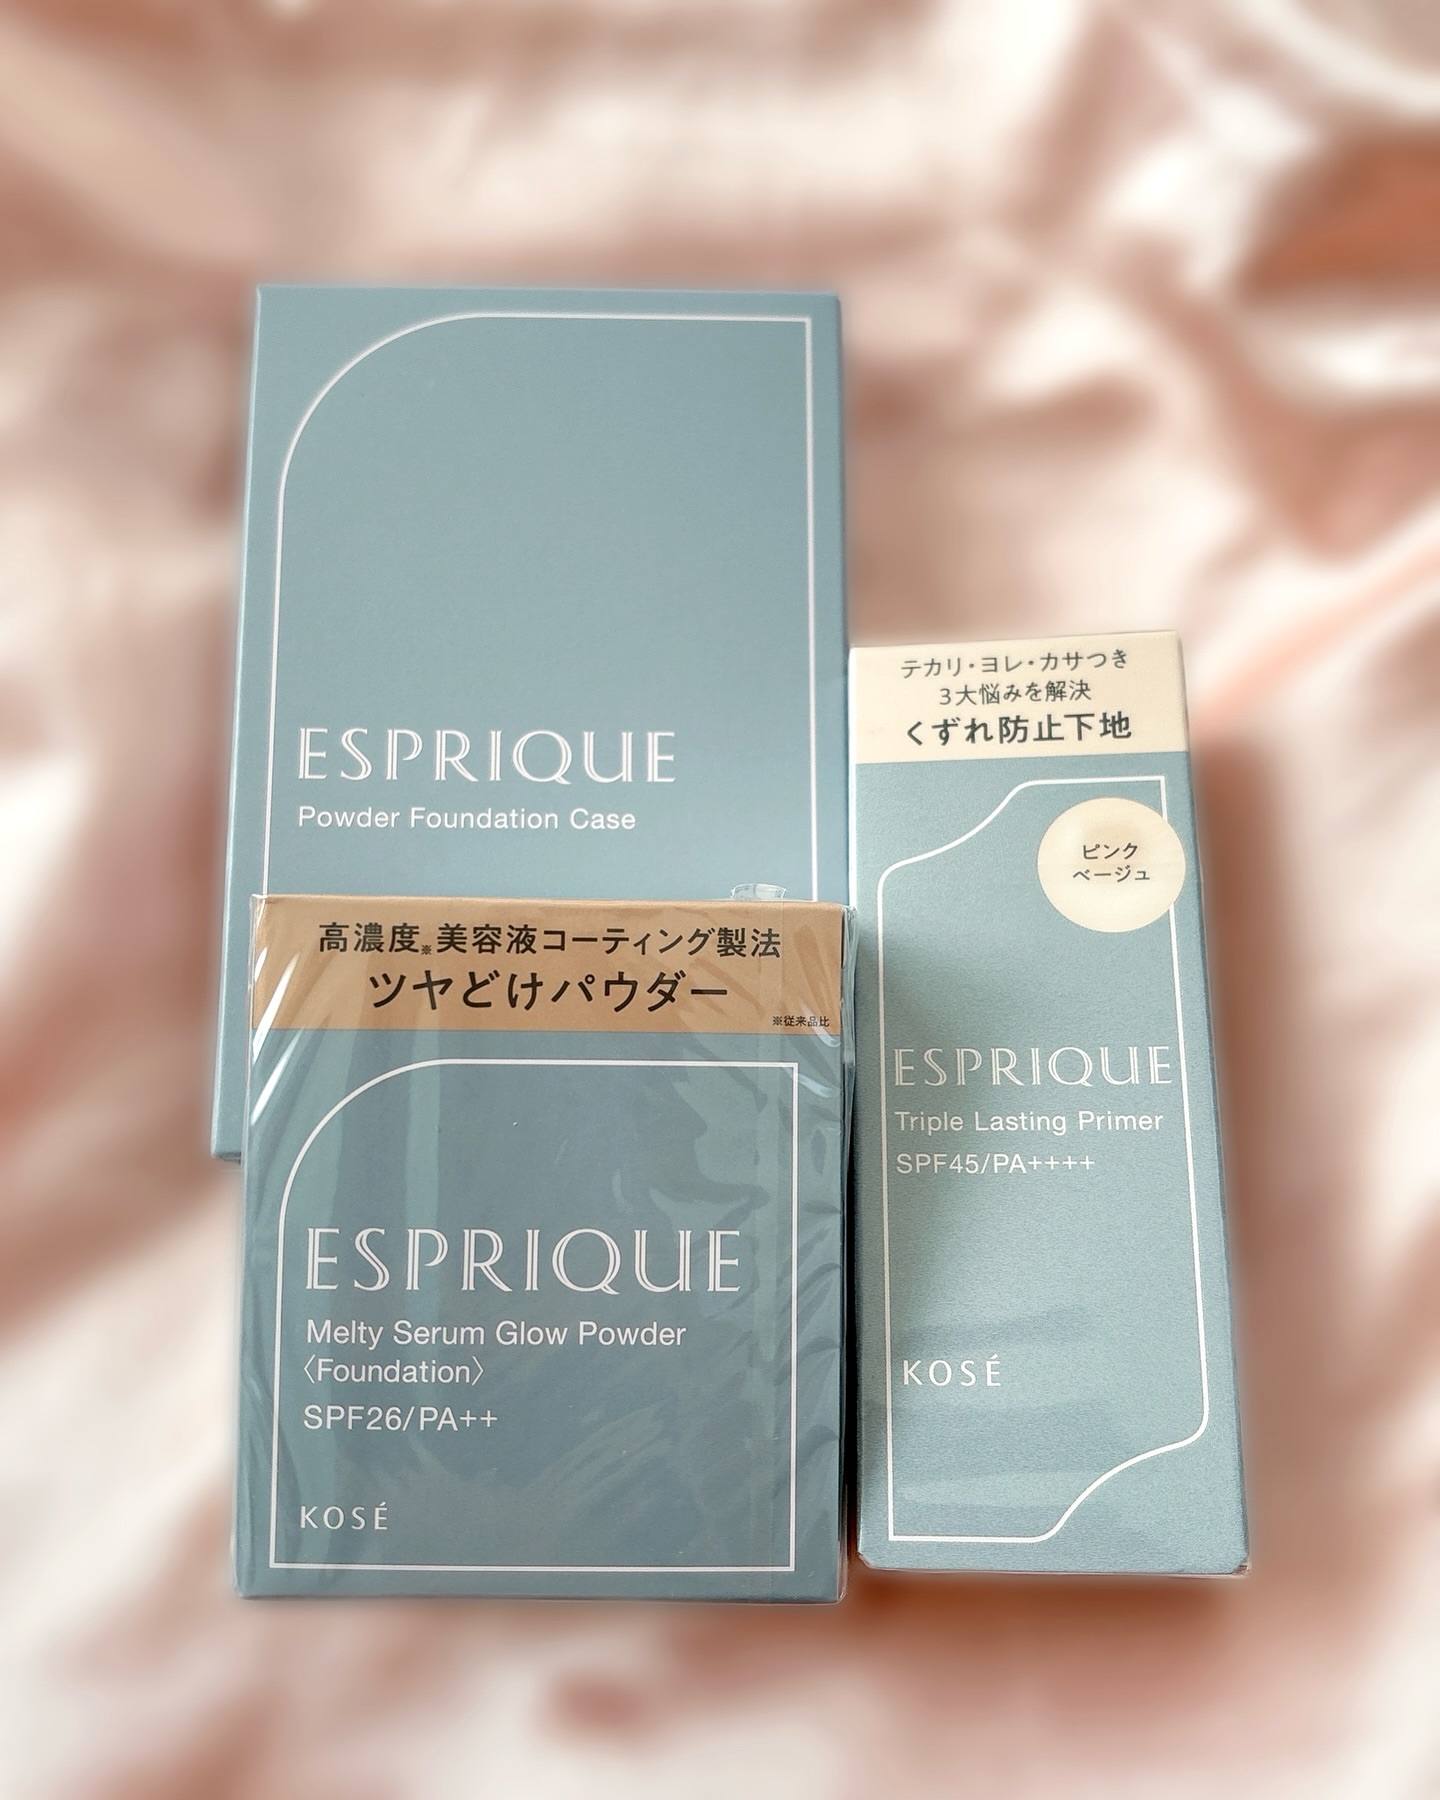 ESPRIQUE
Powder Foundation Case
高濃度※美容液コーティング製法
ツヤどけパウダー
※従来品比
ESPRIQUE
Melty Serum Glow Powder
〈Foundation〉
SPF26/PA++
KOSÉ
テカリ・ヨレ・カサつき
3大悩みを解決
くずれ防止下地
ピンク
ベージュ
ESPRIQUE
Triple Lasting Primer
SPF45/PA++++
KOSÉ